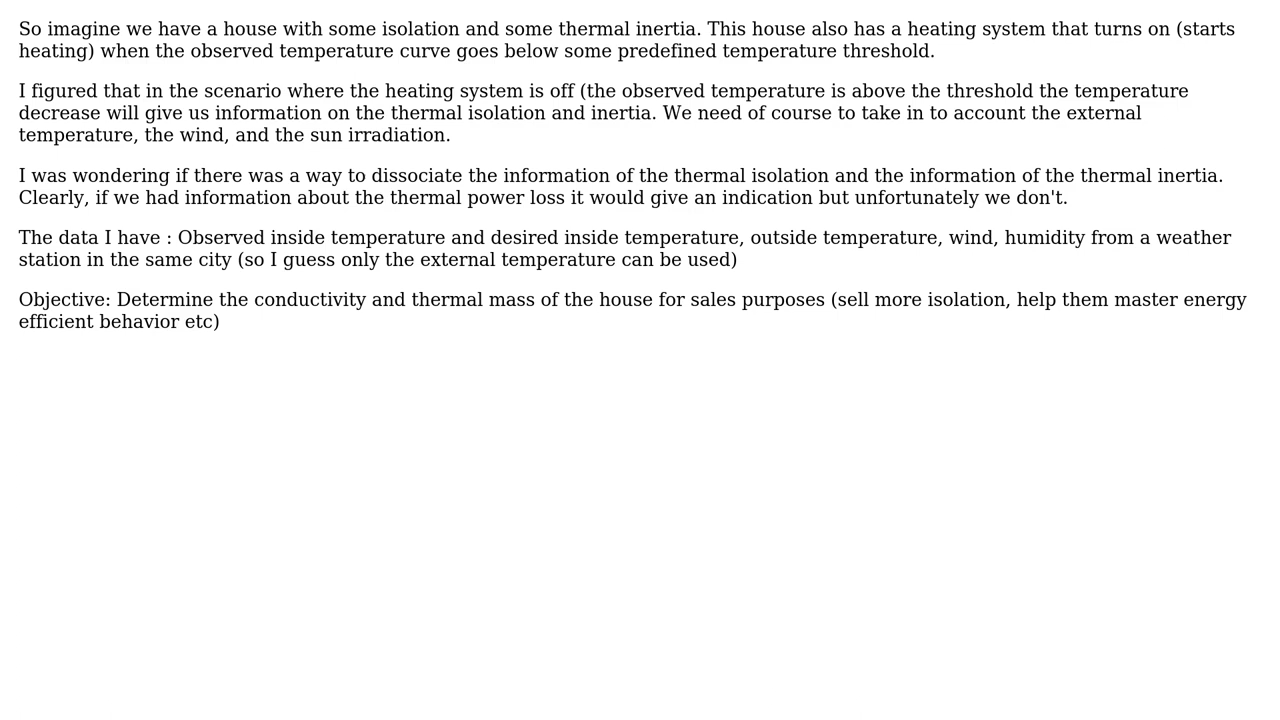 So imagine we have a house with some isolation and some thermal inertia. This house also has a heating system that turns on (starts
heating) when the observed temperature curve goes below some predefined temperature threshold.
I figured that in the scenario where the heating system is off (the observed temperature is above the threshold the temperature
decrease will give us information on the thermal isolation and inertia. We need of course to take in to account the external
temperature, the wind, and the sun irradiation.
I was wondering if there was a way to dissociate the information of the thermal isolation and the information of the thermal inertia.
Clearly, if we had information about the thermal power loss it would give an indication but unfortunately we don't.
The data I have : Observed inside temperature and desired inside temperature, outside temperature, wind, humidity from a weather
station in the same city (so I guess only the external temperature can be used)
Objective: Determine the conductivity and thermal mass of the house for sales purposes (sell more isolation, help them master energy
efficient behavior etc)